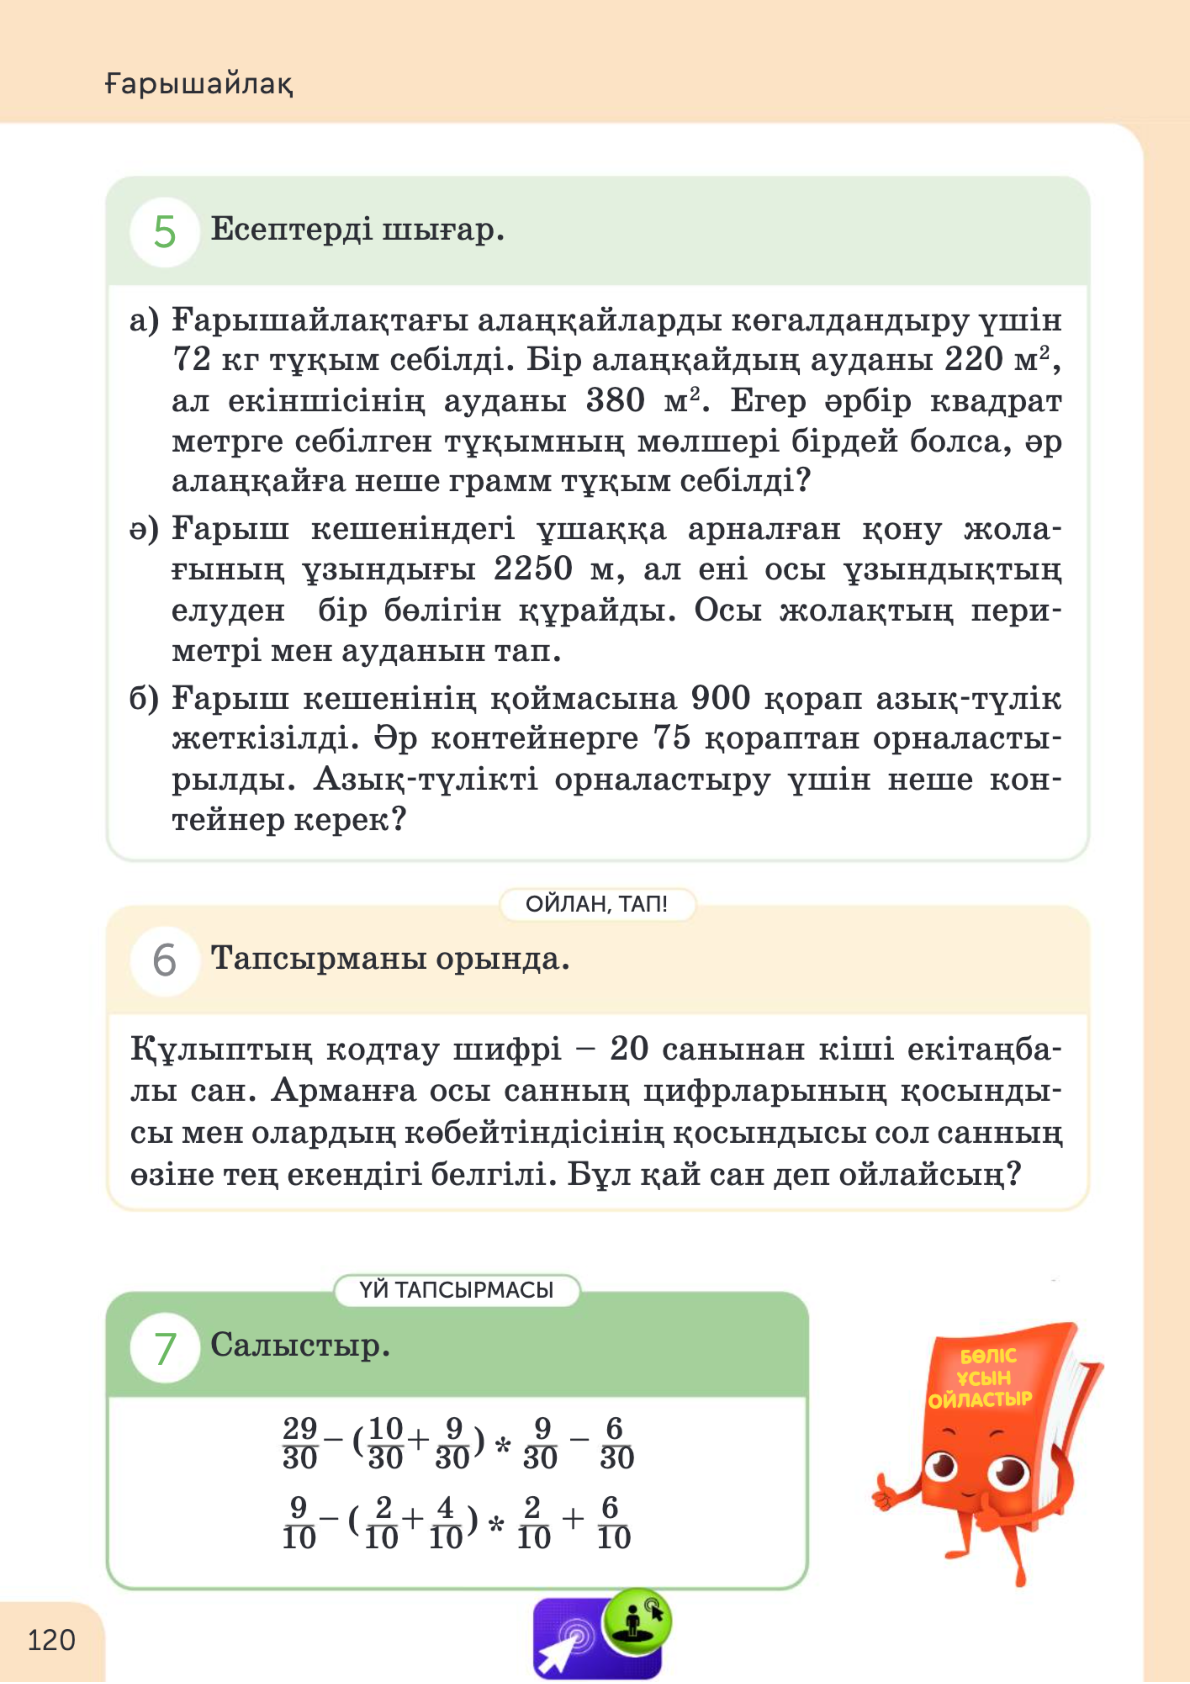 Ғарышайлақ
5 Есептерді шығар.
а) Ғарышайлақтағы алаңқайларды көгалдандыру үшін
72 кг тұқым себілді. Бір алаңқайдың ауданы 220 м²,
ал екіншісінің ауданы 380 м². Егер әрбір квадрат
метрге себілген тұқымның мөлшері бірдей болса, әр
алаңқайға неше грамм тұқым себілді?
ә) Ғарыш кешеніндегі ұшаққа арналған қону жола-
ғының ұзындығы 2250 м, ал ені осы ұзындықтың
елуден бір бөлігін құрайды. Осы жолақтың пери-
метрі мен ауданын тап.
б) Ғарыш кешенінің қоймасына 900 қорап азық-түлік
жеткізілді. Әр контейнерге 75 қораптан орналасты-
рылды. Азық-түлікті орналастыру үшін неше кон-
тейнер керек?
ОЙЛАН, ТАП!
6 Тапсырманы орында.
Құлыптың кодтау шифрі – 20 санынан кіші екітаңба-
лы сан. Арманға осы санның цифрларының қосынды-
сы мен олардың көбейтіндісінің қосындысы сол санның
өзіне тең екендігі белгілі. Бұл қай сан деп ойлайсың?
ҮЙ ТАПСЫРМАСЫ
7 Салыстыр.
29/30 – (10/30 + 9/30) * 9/30 – 6/30
9/10 – (2/10 + 4/10) * 2/10 + 6/10
БӨЛІС
ҰСЫН
ОЙЛАСТЫР
120